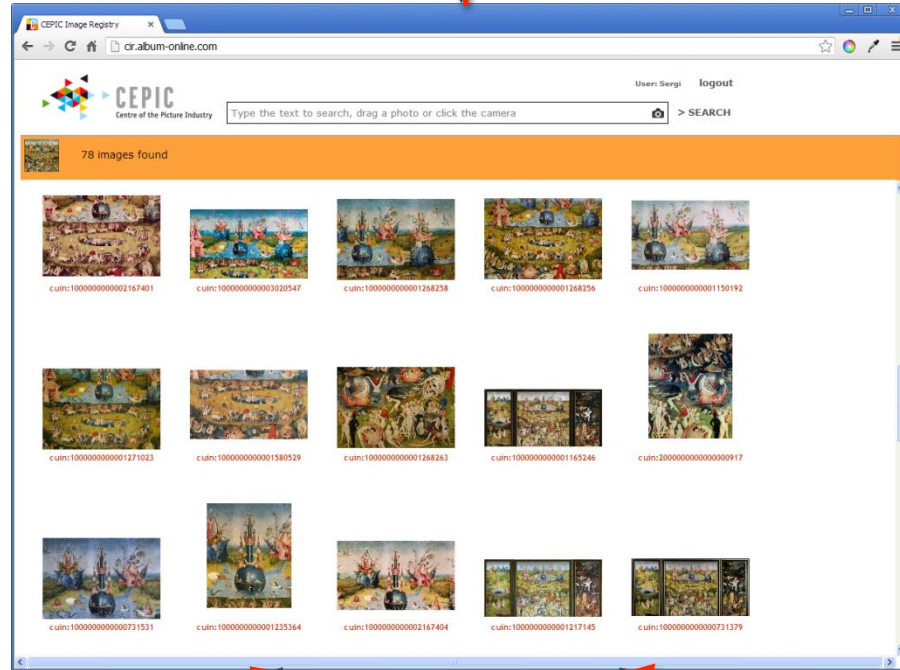 CEPIC Image Registry
cir.album-online.com
User: Sergi logout
CEPIC
Centre of the Picture Industry
Type the text to search, drag a photo or click the camera
> SEARCH
78 images found
cuin:1000000000002167401 cuin:1000000000003020547 cuin:1000000000001268258 cuin:1000000000001268256 cuin:1000000000001150192
cuin:1000000000001271023 cuin:1000000000001580529 cuin:1000000000001268263 cuin:1000000000001165246 cuin:2000000000000000917
cuin:1000000000000731531 cuin:1000000000001235364 cuin:1000000000002167404 cuin:1000000000001217145 cuin:1000000000000731379